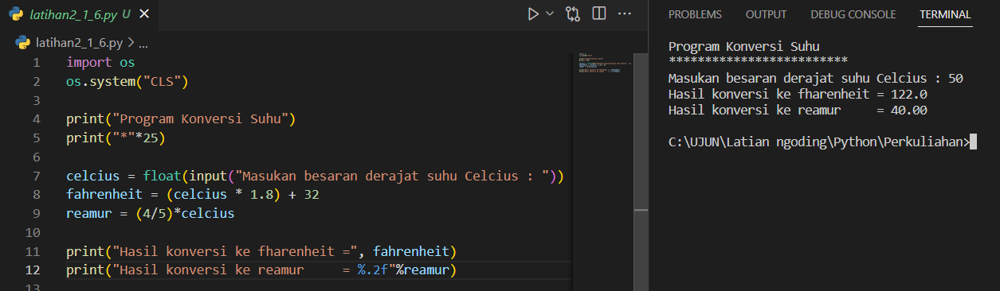 latihan2_1_6.py U
latihan2_1_6.py > ...
1 import os
2 os.system("CLS")
3
4 print("Program Konversi Suhu")
5 print("*"*25)
6
7 celcius = float(input("Masukan besaran derajat suhu Celcius : "))
8 fahrenheit = (celcius * 1.8) + 32
9 reamur = (4/5)*celcius
10
11 print("Hasil konversi ke fharenheit =", fahrenheit)
12 print("Hasil konversi ke reamur     = %.2f"%reamur)
13
PROBLEMS OUTPUT DEBUG CONSOLE TERMINAL
Program Konversi Suhu
*************************
Masukan besaran derajat suhu Celcius : 50
Hasil konversi ke fharenheit = 122.0
Hasil konversi ke reamur     = 40.00
C:\UJUN\Latian ngoding\Python\Perkuliahan>